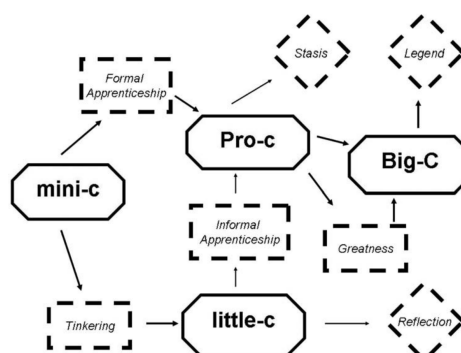 Stasis
Legend
Formal
Apprenticeship
Pro-c
Big-C
mini-c
Informal
Apprenticeship
Greatness
Tinkering
little-c
Reflection